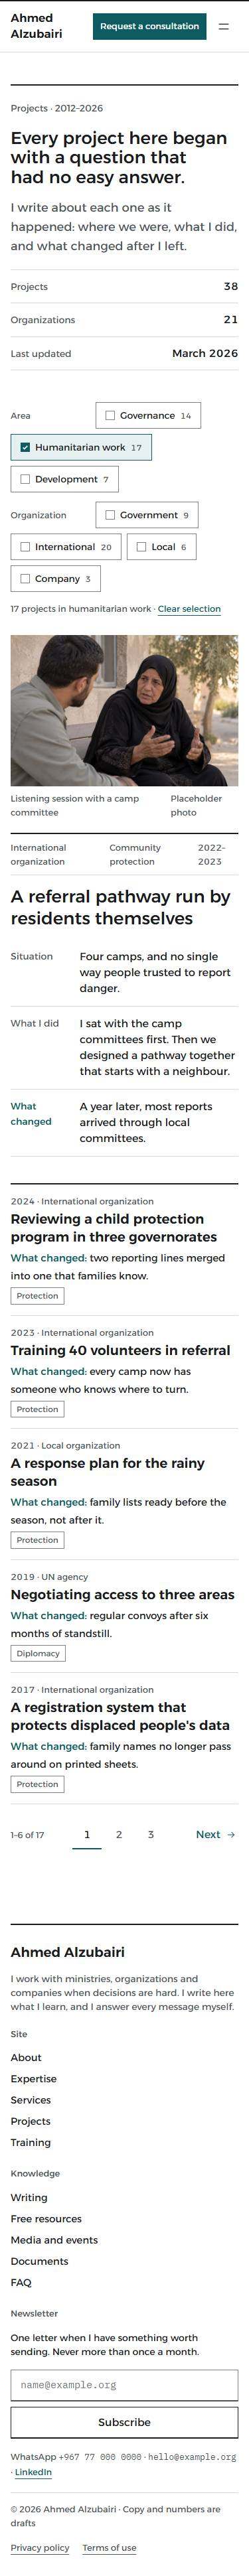 Ahmed
Alzubairi
Request a consultation
Projects · 2012–2026
Every project here began
with a question that
had no easy answer.
I write about each one as it
happened: where we were, what I did,
and what changed after I left.
Projects 38
Organizations 21
Last updated March 2026
Area
Governance 14
Humanitarian work 17
Development 7
Organization
Government 9
International 20
Local 6
Company 3
17 projects in humanitarian work · Clear selection
Listening session with a camp
committee
Placeholder
photo
International
organization
Community
protection
2022–
2023
A referral pathway run by
residents themselves
Situation
Four camps, and no single
way people trusted to report
danger.
What I did
I sat with the camp
committees first. Then we
designed a pathway together
that starts with a neighbour.
What
changed
A year later, most reports
arrived through local
committees.
2024 · International organization
Reviewing a child protection
program in three governorates
What changed: two reporting lines merged
into one that families know.
Protection
2023 · International organization
Training 40 volunteers in referral
What changed: every camp now has
someone who knows where to turn.
Protection
2021 · Local organization
A response plan for the rainy
season
What changed: family lists ready before the
season, not after it.
Protection
2019 · UN agency
Negotiating access to three areas
What changed: regular convoys after six
months of standstill.
Diplomacy
2017 · International organization
A registration system that
protects displaced people's data
What changed: family names no longer pass
around on printed sheets.
Protection
1–6 of 17 1 2 3 Next →
Ahmed Alzubairi
I work with ministries, organizations and
companies when decisions are hard. I write here
what I learn, and I answer every message myself.
Site
About
Expertise
Services
Projects
Training
Knowledge
Writing
Free resources
Media and events
Documents
FAQ
Newsletter
One letter when I have something worth
sending. Never more than once a month.
name@example.org
Subscribe
WhatsApp +967 77 000 0000 · hello@example.org
· LinkedIn
© 2026 Ahmed Alzubairi · Copy and numbers are
drafts
Privacy policy Terms of use